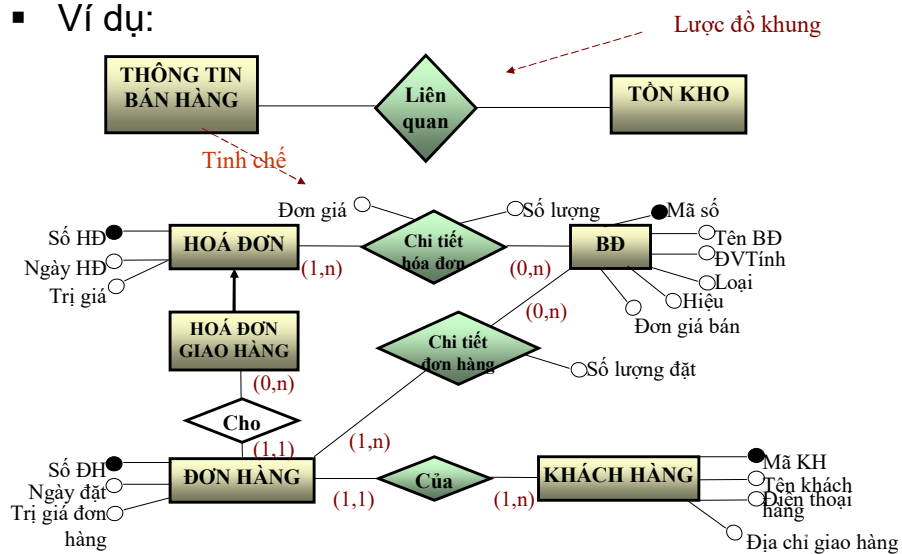 ▪ Ví dụ:
Lược đồ khung
THÔNG TIN
BÁN HÀNG
Liên
quan
TỒN KHO
Tinh chế
Đơn giá
Số lượng
Mã số
Số HĐ
HOÁ ĐƠN
Chi tiết
hóa đơn
BĐ
Tên BĐ
ĐVTính
Ngày HĐ
(1,n)
(0,n)
Loại
Trị giá
Hiệu
(0,n)
Đơn giá bán
HOÁ ĐƠN
GIAO HÀNG
Chi tiết
đơn hàng
Số lượng đặt
(0,n)
Cho
(1,1)
(1,n)
Số ĐH
ĐƠN HÀNG
Của
KHÁCH HÀNG
Mã KH
Ngày đặt
Tên khách
hàng
Điện thoại
(1,1)
(1,n)
Trị giá đơn
hàng
Địa chỉ giao hàng